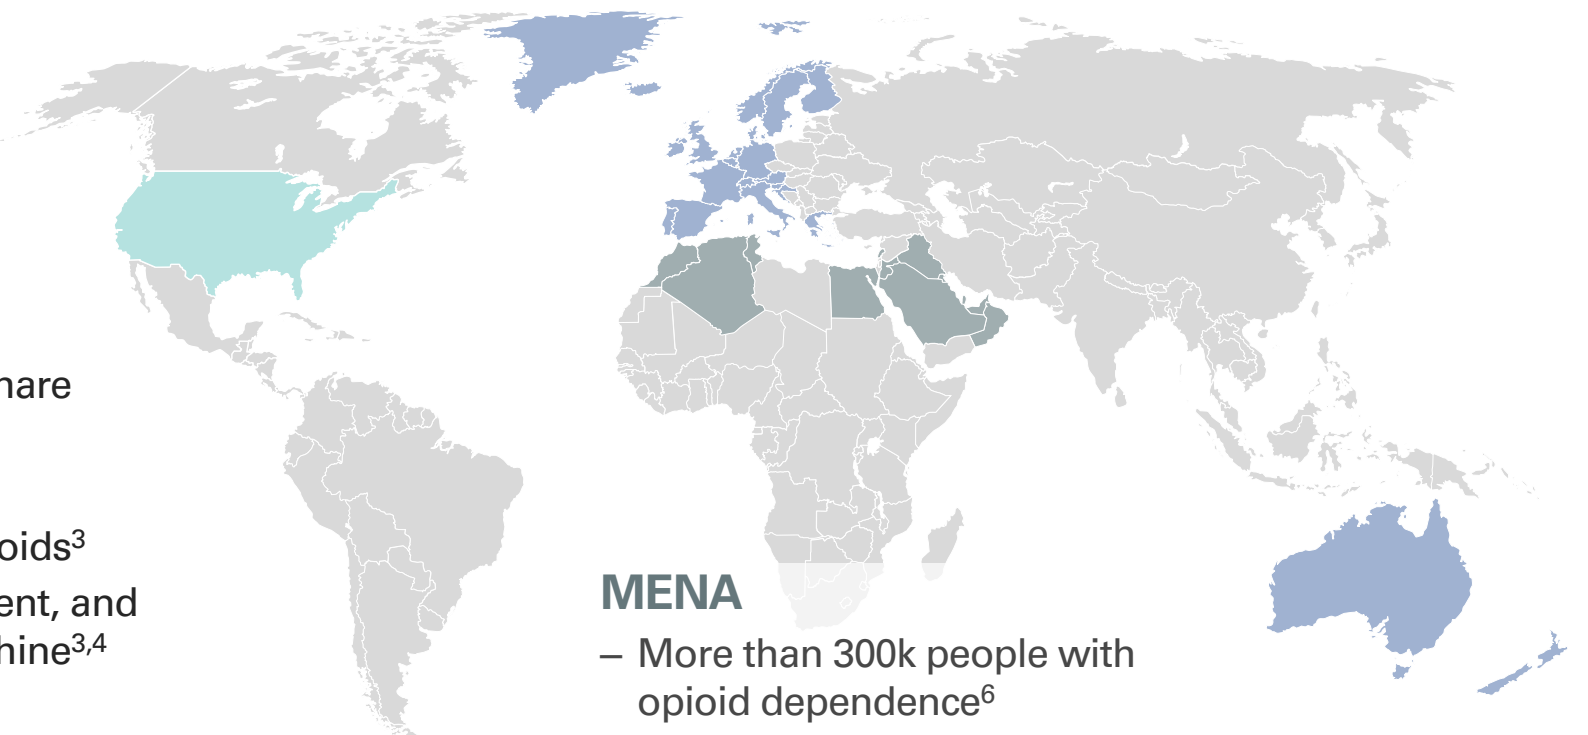 hare
oids3
ent, and
hine3,4
MENA
– More than 300k people with
opioid dependence6